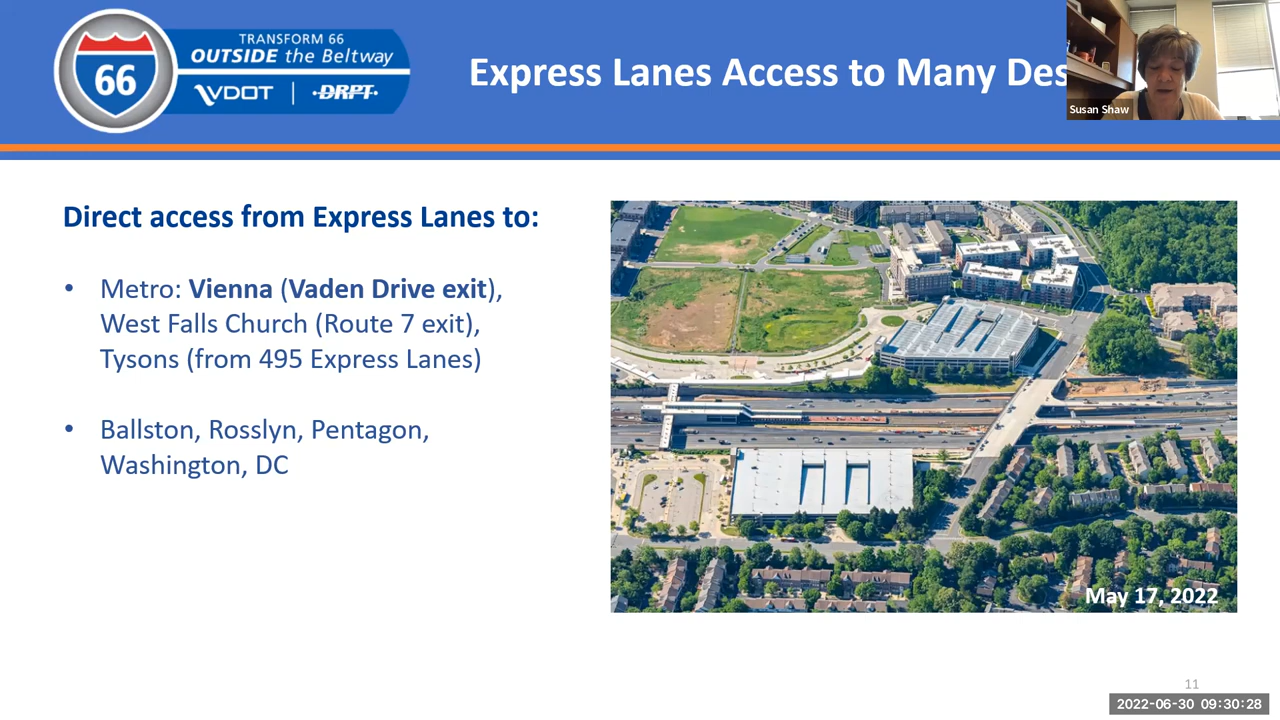 TRANSFORM 66
OUTSIDE the Beltway
66
VDOT | DRPT
Express Lanes Access to Many Des
Susan Shaw
Direct access from Express Lanes to:
• Metro: Vienna (Vaden Drive exit),
West Falls Church (Route 7 exit),
Tysons (from 495 Express Lanes)
• Ballston, Rosslyn, Pentagon,
Washington, DC
May 17, 2022
11
2022-06-30 09:30:28